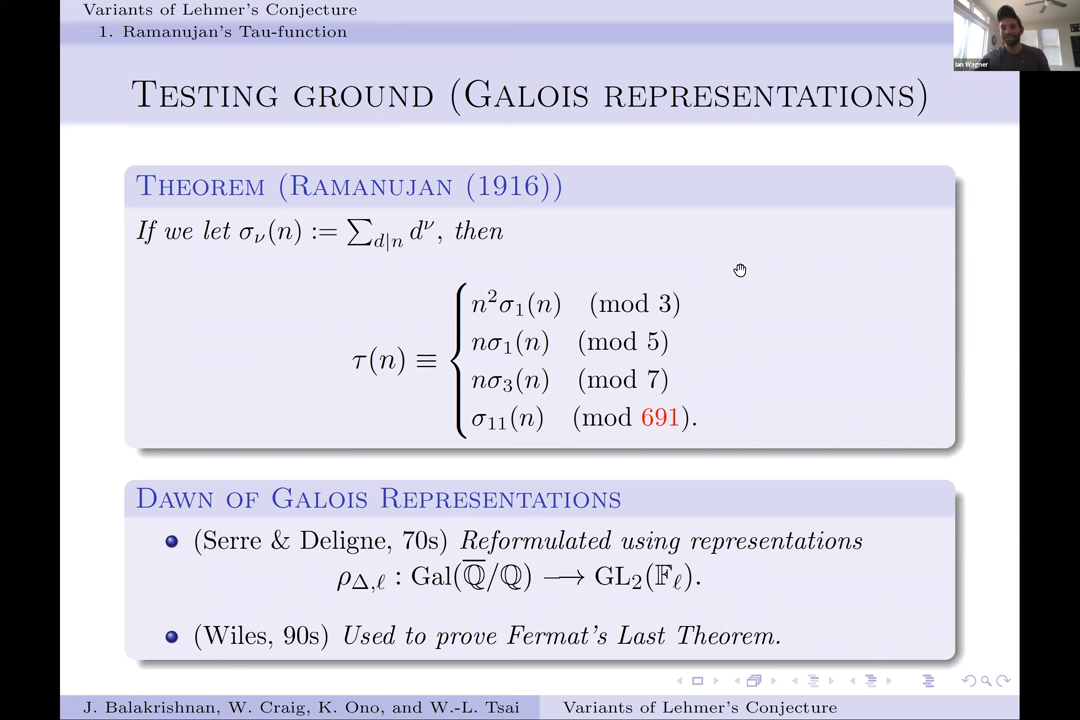 Variants of Lehmer's Conjecture
1. Ramanujan's Tau-function
Ian Wagner
Testing ground (Galois representations)
Theorem (Ramanujan (1916))
If we let σ_ν(n) := ∑_{d|n} d^ν, then
τ(n) ≡ { n²σ₁(n) (mod 3)
nσ₁(n) (mod 5)
nσ₃(n) (mod 7)
σ₁₁(n) (mod 691).
Dawn of Galois Representations
(Serre & Deligne, 70s) Reformulated using representations
ρ_{Δ,ℓ} : Gal(ℚ̅/ℚ) ⟶ GL₂(𝔽_ℓ).
(Wiles, 90s) Used to prove Fermat's Last Theorem.
J. Balakrishnan, W. Craig, K. Ono, and W.-L. Tsai
Variants of Lehmer's Conjecture